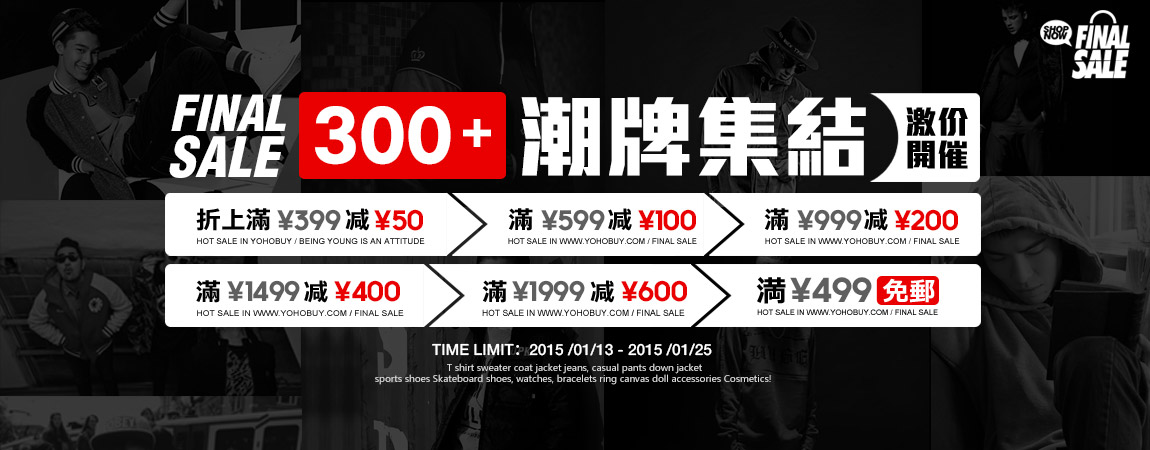 SHOP NOW FINAL SALE
FINAL SALE 300+ 潮牌集結 激价開催
折上滿 ¥399 减 ¥50
HOT SALE IN YOHOBUY / BEING YOUNG IS AN ATTITUDE
滿 ¥599 减 ¥100
HOT SALE IN WWW.YOHOBUY.COM / FINAL SALE
滿 ¥999 减 ¥200
HOT SALE IN WWW.YOHOBUY.COM / FINAL SALE
滿 ¥1499 减 ¥400
HOT SALE IN WWW.YOHOBUY.COM / FINAL SALE
滿 ¥1999 减 ¥600
HOT SALE IN WWW.YOHOBUY.COM / FINAL SALE
満 ¥499 免郵
HOT SALE IN WWW.YOHOBUY.COM / FINAL SALE
TIME LIMIT：2015 /01/13 - 2015 /01/25
T shirt sweater coat jacket jeans, casual pants down jacket
sports shoes Skateboard shoes, watches, bracelets ring canvas doll accessories Cosmetics!